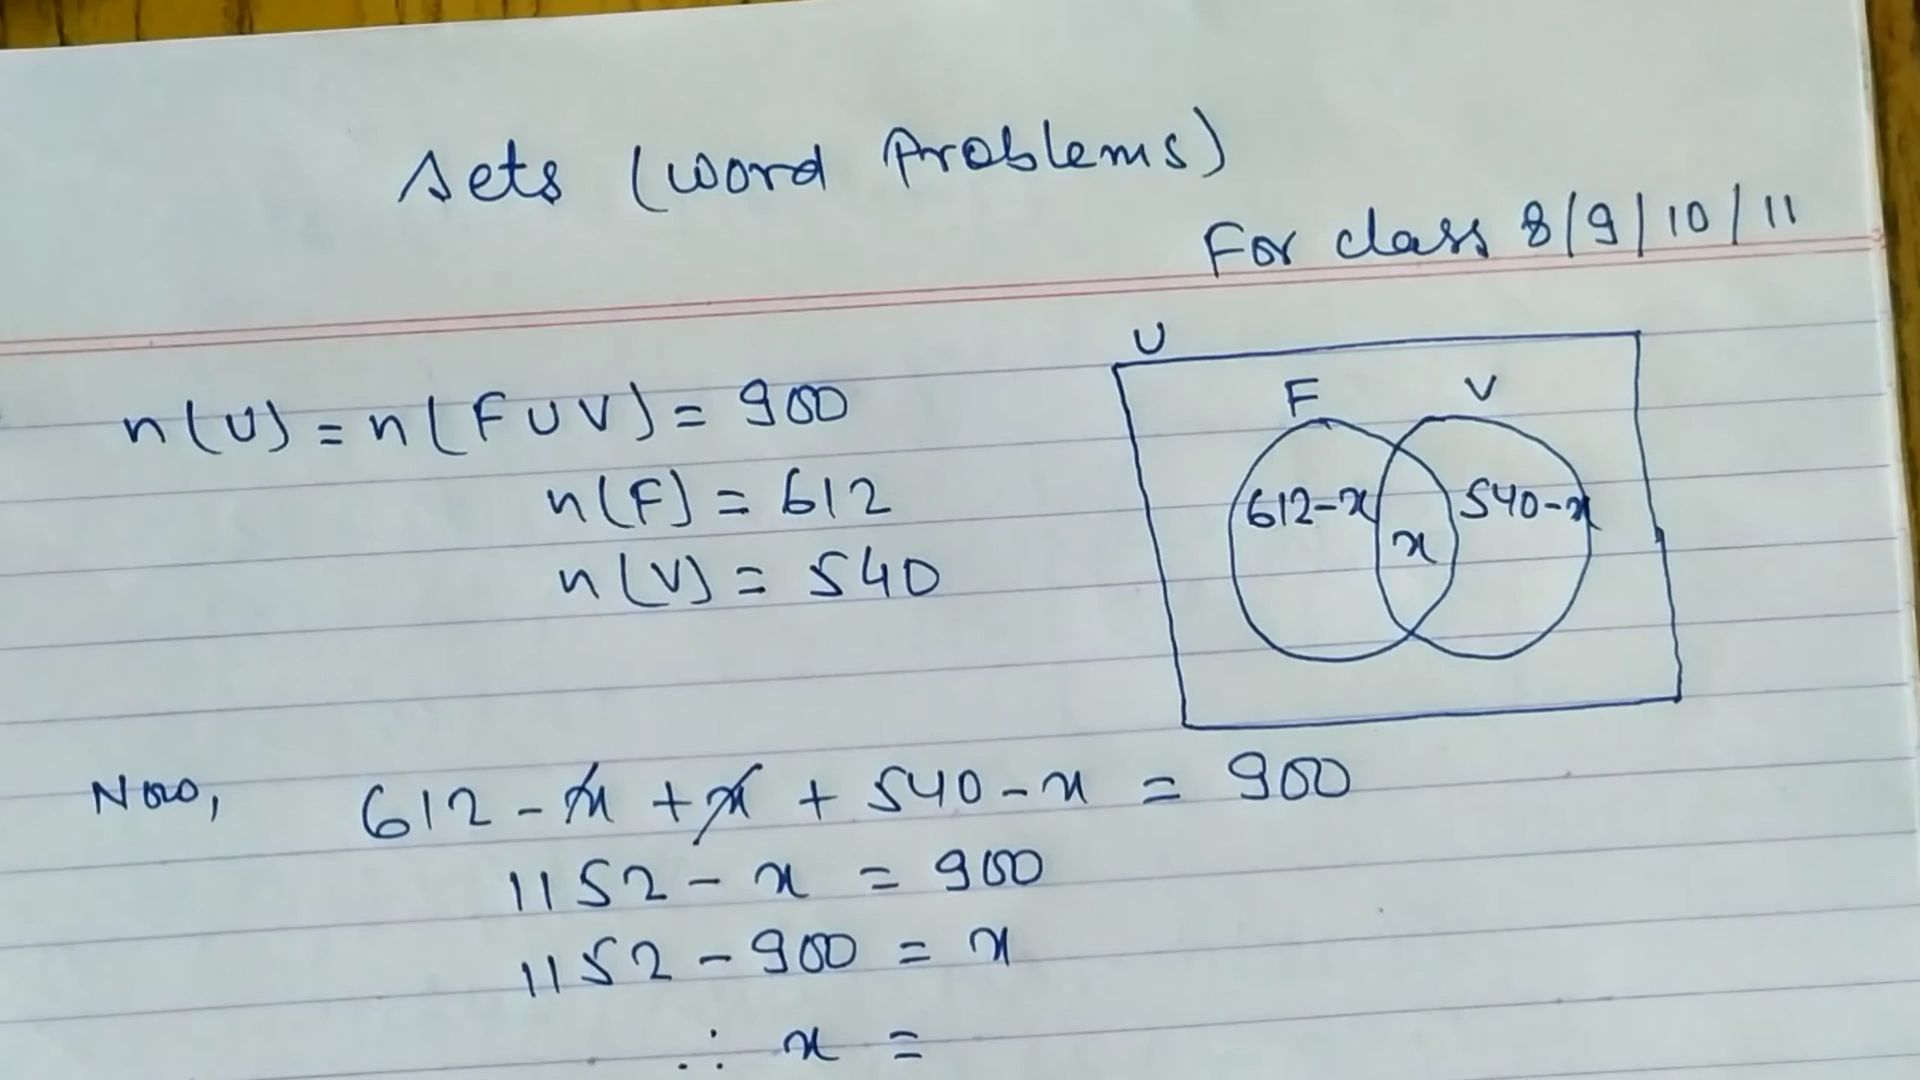 Sets (Word Problems)
For class 8/9/10/11
n(U) = n(F∪V) = 900
n(F) = 612
n(V) = 540
U
F V
612-x x 540-x
Now, 612 - x + x + 540 - x = 900
1152 - x = 900
1152 - 900 = x
∴ x =